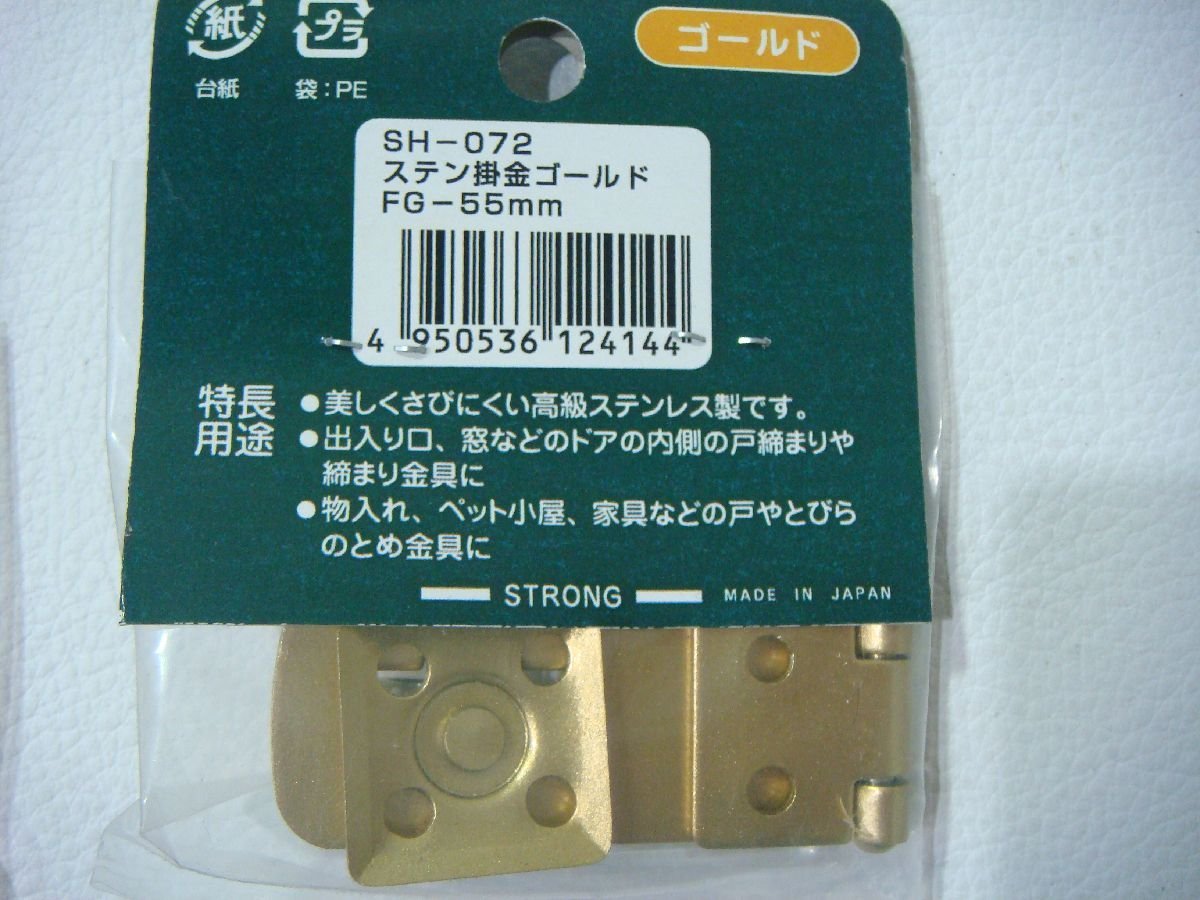 紙
プラ
台紙
袋：PE
ゴールド
SH-072
ステン掛金ゴールド
FG-55mm
4 950536 124144
特長
用途
●美しくさびにくい高級ステンレス製です。
●出入り口、窓などのドアの内側の戸締まりや
締まり金具に
●物入れ、ペット小屋、家具などの戸やとびら
のとめ金具に
STRONG
MADE IN JAPAN